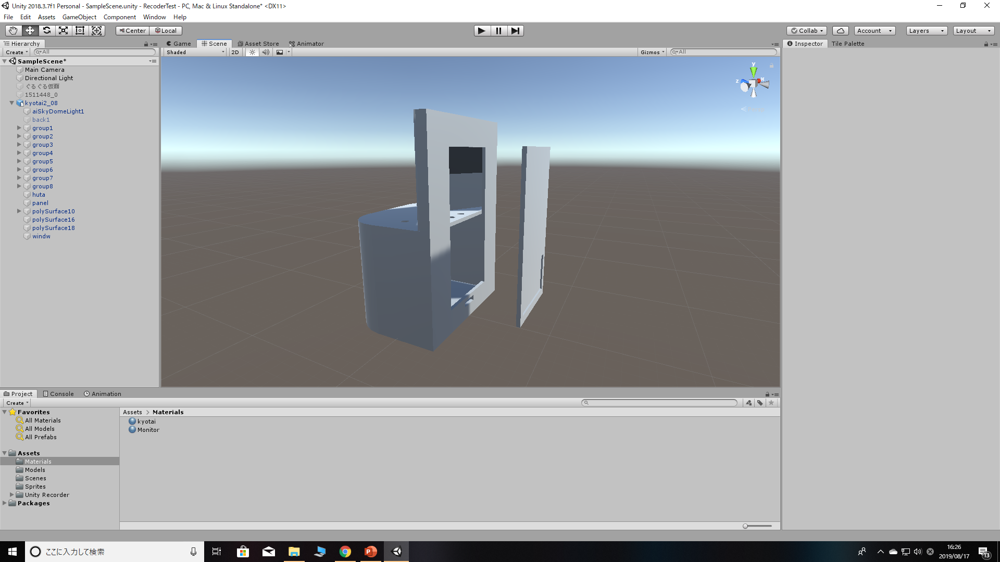 Unity 2018.3.7f1 Personal - SampleScene.unity - RecoderTest - PC, Mac & Linux Standalone* <DX11>
File Edit Assets GameObject Component Window Help
Center Local Collab Account Layers Layout
Hierarchy Game Scene Asset Store Animator Inspector Tile Palette
Create All Shaded 2D Gizmos All
SampleScene*
Main Camera
Directional Light
ぐるぐる仮面
1511448_0
kyotai2_08
aiSkyDomeLight1
back1
group1
group2
group3
group4
group5
group6
group7
group8
huta
panel
polySurface10
polySurface16
polySurface18
windw
y
z x
Project Console Animation
Create
Favorites
All Materials
All Models
All Prefabs
Assets
Materials
Models
Scenes
Sprites
Unity Recorder
Packages
Assets > Materials
kyotai
Monitor
ここに入力して検索
16:26
2019/08/17
13